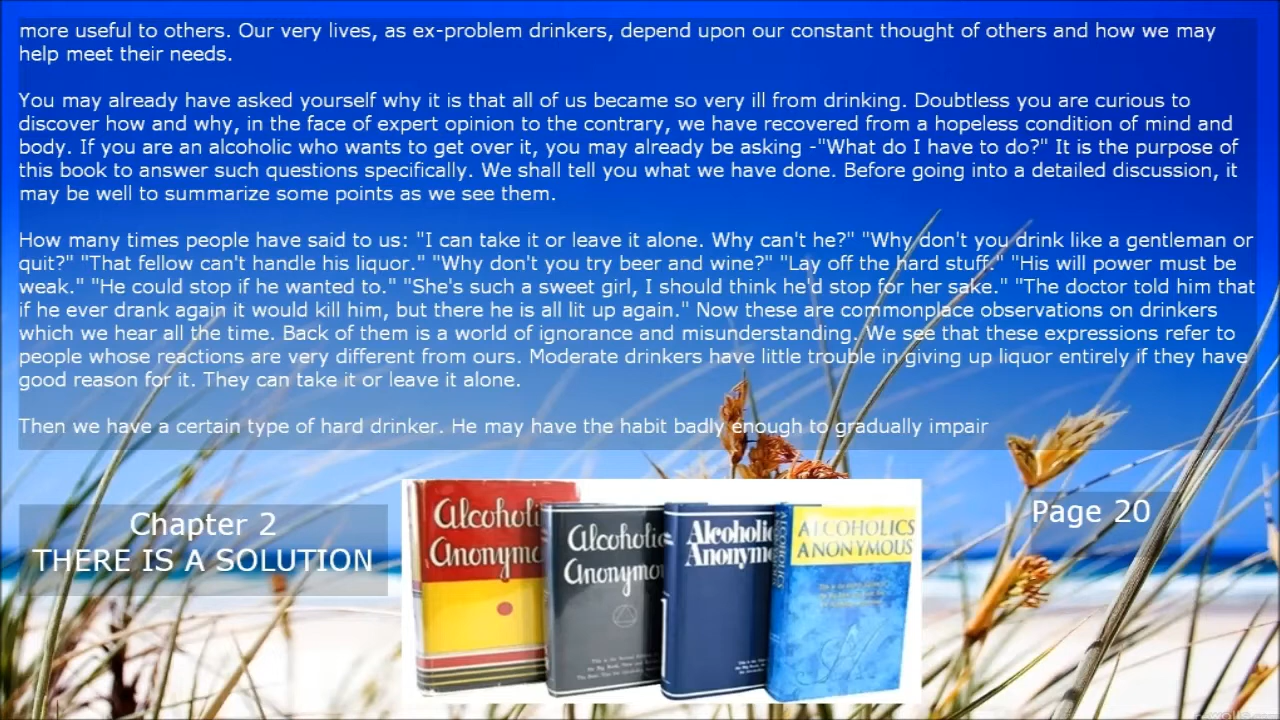 more useful to others. Our very lives, as ex-problem drinkers, depend upon our constant thought of others and how we may
help meet their needs.
You may already have asked yourself why it is that all of us became so very ill from drinking. Doubtless you are curious to
discover how and why, in the face of expert opinion to the contrary, we have recovered from a hopeless condition of mind and
body. If you are an alcoholic who wants to get over it, you may already be asking -"What do I have to do?" It is the purpose of
this book to answer such questions specifically. We shall tell you what we have done. Before going into a detailed discussion, it
may be well to summarize some points as we see them.
How many times people have said to us: "I can take it or leave it alone. Why can't he?" "Why don't you drink like a gentleman or
quit?" "That fellow can't handle his liquor." "Why don't you try beer and wine?" "Lay off the hard stuff." "His will power must be
weak." "He could stop if he wanted to." "She's such a sweet girl, I should think he'd stop for her sake." "The doctor told him that
if he ever drank again it would kill him, but there he is all lit up again." Now these are commonplace observations on drinkers
which we hear all the time. Back of them is a world of ignorance and misunderstanding. We see that these expressions refer to
people whose reactions are very different from ours. Moderate drinkers have little trouble in giving up liquor entirely if they have
good reason for it. They can take it or leave it alone.
Then we have a certain type of hard drinker. He may have the habit badly enough to gradually impair
Chapter 2
THERE IS A SOLUTION
Page 20
Alcoholi
Anonymo
Alcoholic
Anonymou
Alcoholic
Anonymo
ALCOHOLICS
ALCOHOLICS
ANONYMOUS